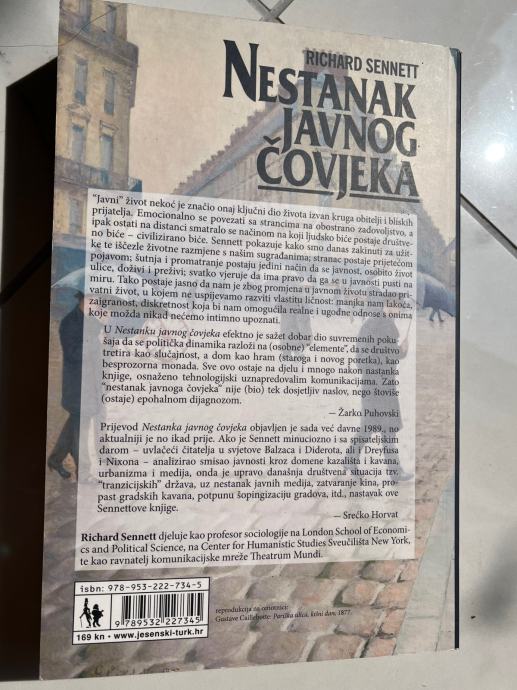 RICHARD SENNETT
NESTANAK
JAVNOG
ČOVJEKA
"Javni" život nekoć je značio onaj ključni dio života izvan kruga obitelji i bliskih
prijatelja. Emocionalno se povezati sa strancima na obostrano zadovoljstvo, a
ipak ostati na distanci smatralo se načinom na koji ljudsko biće postaje društve-
no biće – civilizirano biće. Sennett pokazuje kako smo danas zakinuti za užit-
ke te iščezle životne razmjene s našim sugrađanima; stranac postaje prijetećom
pojavom; šutnja i promatranje postaju jedini način da se javnost, osobito život
ulice, doživi i preživi; svatko vjeruje da ima pravo da ga se u javnosti pusti na
miru. Tako postaje jasno da nam je zbog promjena u javnom životu stradao pri-
vatni život, u kojem ne uspijevamo razviti vlastitu ličnost: manjka nam lakoća,
zaigranost, diskretnost koja bi nam omogućila realne i ugodne odnose s onima
koje možda nikad nećemo intimno upoznati.
U Nestanku javnog čovjeka efektno je sažet dobar dio suvremenih poku-
šaja da se politička dinamika razloži na (osobne) "elemente", da se društvo
tretira kao slučajnost, a dom kao hram (staroga i novog poretka), kao
besprozorna monada. Sve ovo ostaje na djelu i mnogo nakon nastanka
knjige, osnaženo tehnologijski uznapredovalim komunikacijama. Zato
"nestanak javnoga čovjeka" nije (bio) tek dosjetljiv naslov, nego štoviše
(ostaje) epohalnom dijagnozom.
— Žarko Puhovski
Prijevod Nestanka javnog čovjeka objavljen je sada već davne 1989., no
aktualniji je no ikad prije. Ako je Sennett minuciozno i sa spisateljskim
darom – uvlačeći čitatelja u svjetove Balzaca i Diderota, ali i Dreyfusa
i Nixona – analizirao smisao javnosti kroz domene kazališta i kavana,
urbanizma i medija, onda je upravo današnja društvena situacija tzv.
"tranzicijskih" država, uz nestanak javnih medija, zatvaranje kina, pro-
past gradskih kavana, potpunu šopingizaciju gradova, itd., nastavak ove
Sennettove knjige.
— Srećko Horvat
Richard Sennett djeluje kao profesor sociologije na London School of Econom-
ics and Political Science, na Center for Humanistic Studies Sveučilišta New York,
te kao ravnatelj komunikacijske mreže Theatrum Mundi.
isbn: 978-953-222-734-5
9 789532 227345
169 kn • www.jesenski-turk.hr
reprodukcija na omotnici:
Gustave Caillebotte: Pariška ulica, kišni dan, 1877.